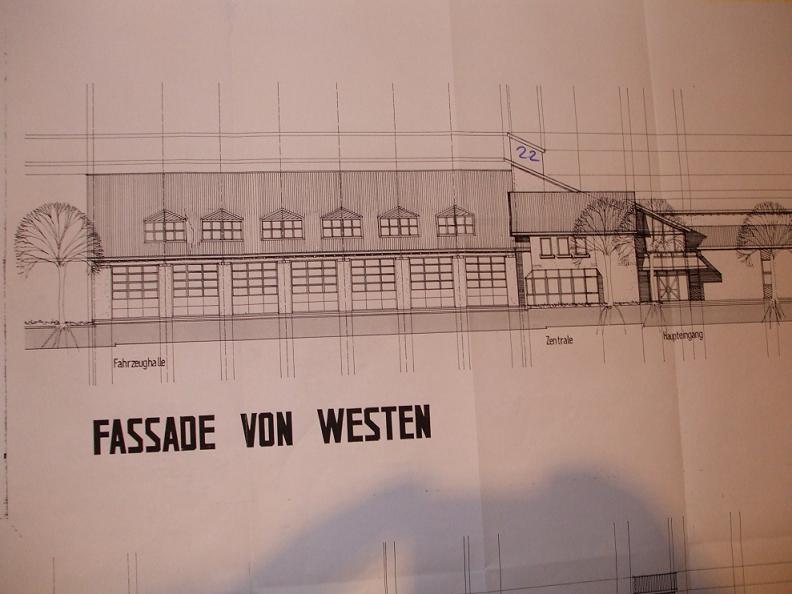 22
Fahrzeughalle
Zentrale
Haupteingang
FASSADE VON WESTEN